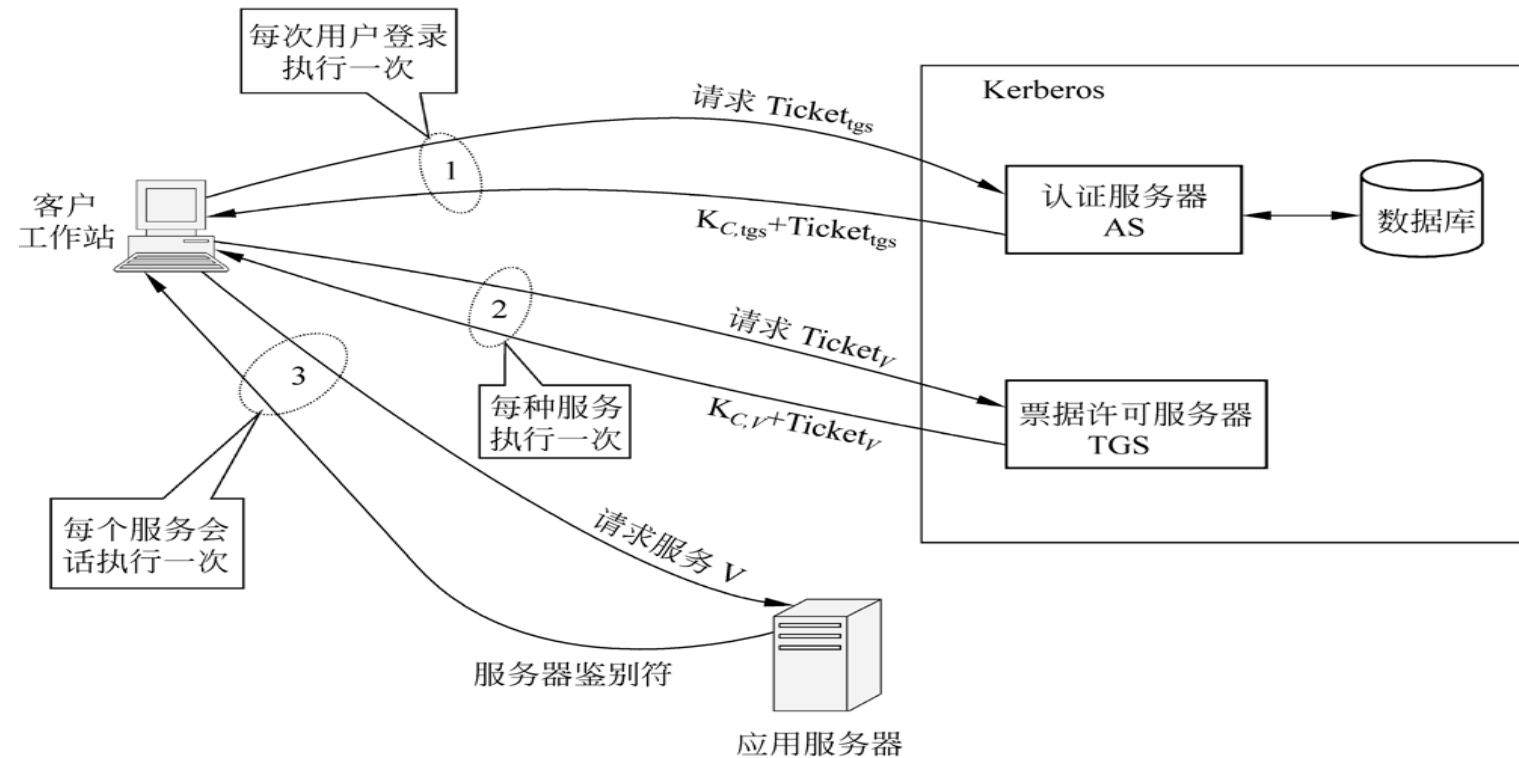 每次用户登录
执行一次
请求 Ticket_tgs
Kerberos
1
客户
工作站
K_C,tgs+Ticket_tgs
认证服务器
AS
数据库
2
请求 Ticket_V
3
每种服务
执行一次
K_C,V+Ticket_V
票据许可服务器
TGS
每个服务会
话执行一次
请求服务 V
服务器鉴别符
应用服务器